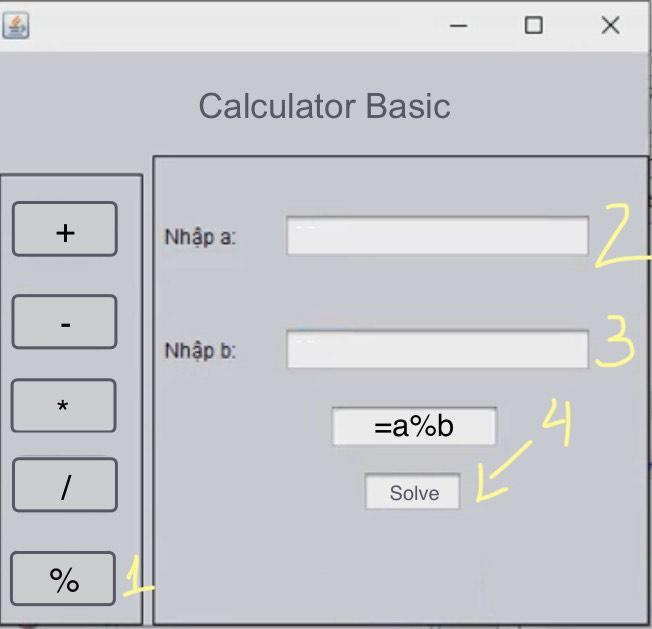 Calculator Basic
+
Nhập a:
2
-
Nhập b:
3
*
=a%b
4
/
Solve
%
1